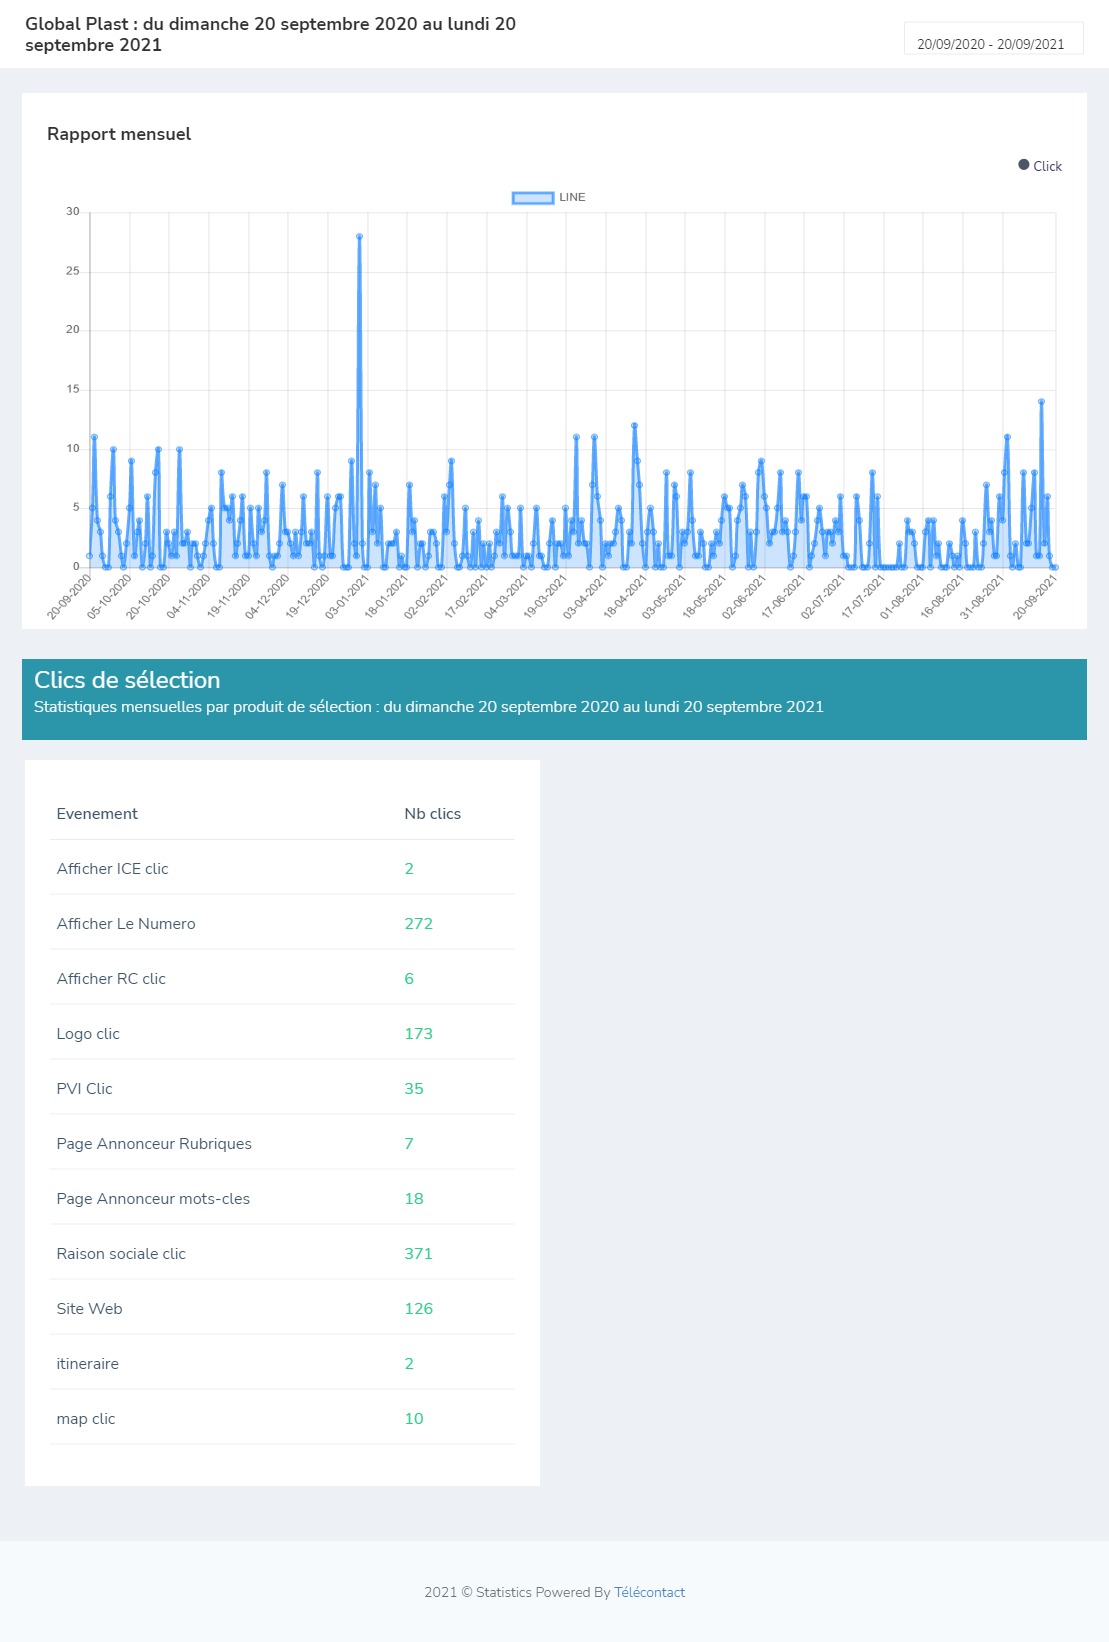 Global Plast : du dimanche 20 septembre 2020 au lundi 20
septembre 2021
20/09/2020 - 20/09/2021
Rapport mensuel
Click
LINE
30
25
20
15
10
5
0
20-09-2020
05-10-2020
20-10-2020
04-11-2020
19-11-2020
04-12-2020
19-12-2020
03-01-2021
18-01-2021
02-02-2021
17-02-2021
04-03-2021
19-03-2021
03-04-2021
18-04-2021
03-05-2021
18-05-2021
02-06-2021
17-06-2021
02-07-2021
17-07-2021
01-08-2021
16-08-2021
31-08-2021
20-09-2021
Clics de sélection
Statistiques mensuelles par produit de sélection : du dimanche 20 septembre 2020 au lundi 20 septembre 2021
Evenement Nb clics
Afficher ICE clic 2
Afficher Le Numero 272
Afficher RC clic 6
Logo clic 173
PVI Clic 35
Page Annonceur Rubriques 7
Page Annonceur mots-cles 18
Raison sociale clic 371
Site Web 126
itineraire 2
map clic 10
2021 © Statistics Powered By Télécontact